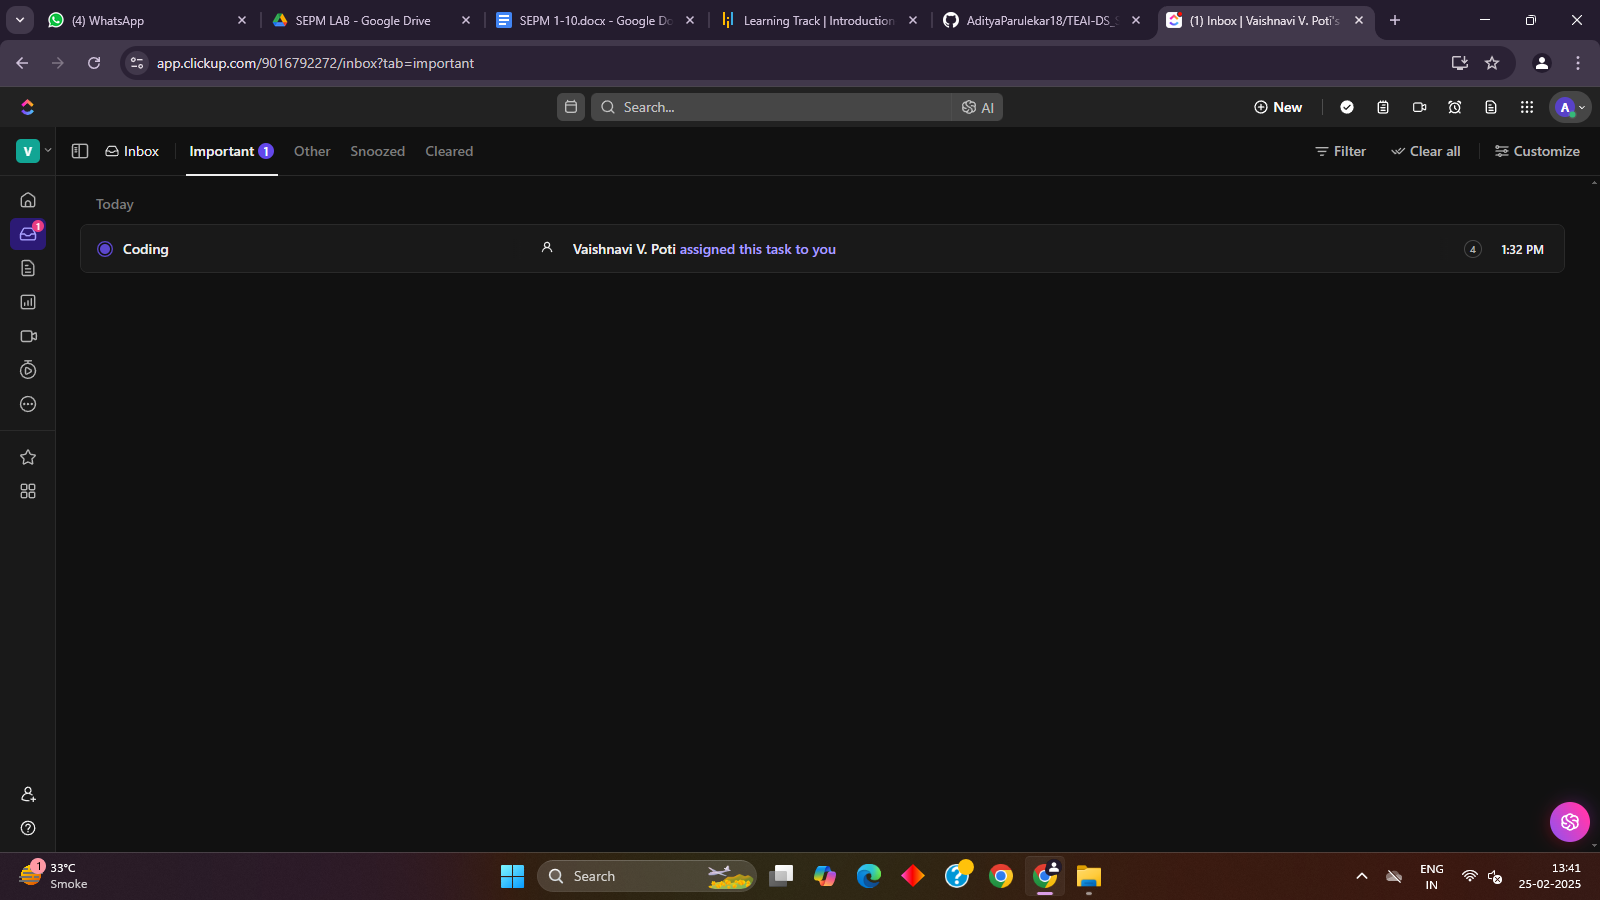 (4) WhatsApp
SEPM LAB - Google Drive
SEPM 1-10.docx - Google Do
Learning Track | Introduction
AdityaParulekar18/TEAI-DS_S
(1) Inbox | Vaishnavi V. Poti's
app.clickup.com/9016792272/inbox?tab=important
Search...
AI
New
A
V
Inbox
Important 1
Other
Snoozed
Cleared
Filter
Clear all
Customize
1
Today
Coding
Vaishnavi V. Poti assigned this task to you
4
1:32 PM
1
33°C
Smoke
Search
ENG
IN
13:41
25-02-2025